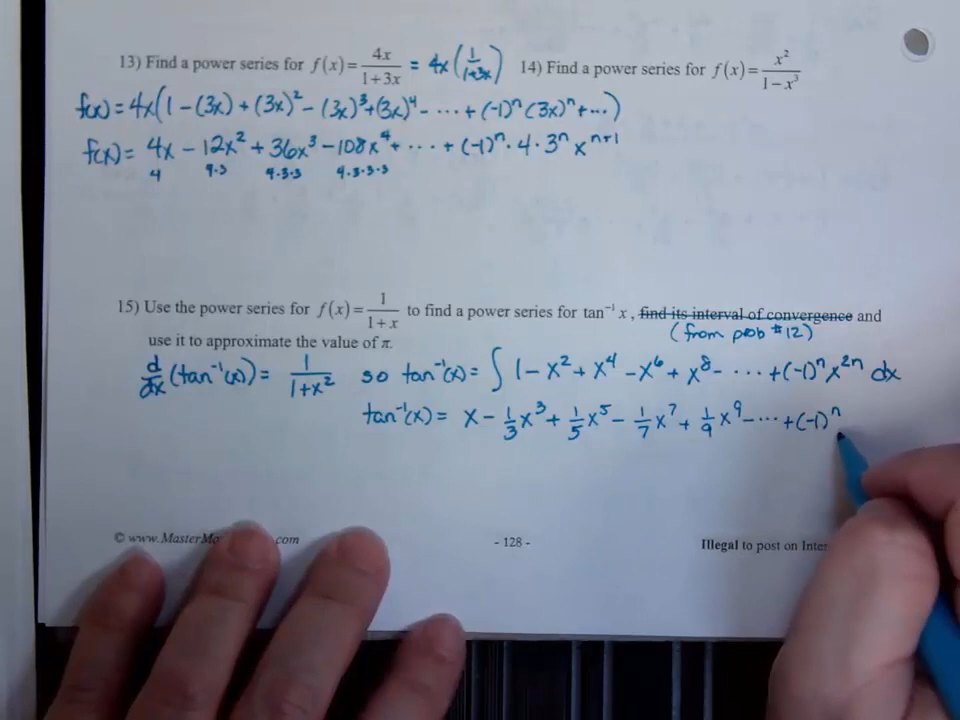 13) Find a power series for f(x) = 4x/(1+3x) = 4x(1/(1+3x))
14) Find a power series for f(x) = x²/(1−x³)
f(x) = 4x(1 − (3x) + (3x)² − (3x)³ + (3x)⁴ − ⋯ + (−1)ⁿ(3x)ⁿ + ⋯)
f(x) = 4x − 12x² + 36x³ − 108x⁴ + ⋯ + (−1)ⁿ · 4 · 3ⁿ xⁿ⁺¹
4 4·3 4·3·3 4·3·3·3
15) Use the power series for f(x) = 1/(1+x) to find a power series for tan⁻¹ x, find its interval of convergence and
(from prob #12)
use it to approximate the value of π.
d/dx (tan⁻¹(x)) = 1/(1+x²) so tan⁻¹(x) = ∫ 1 − x² + x⁴ − x⁶ + x⁸ − ⋯ + (−1)ⁿ x²ⁿ dx
tan⁻¹(x) = x − 1/3 x³ + 1/5 x⁵ − 1/7 x⁷ + 1/9 x⁹ − ⋯ + (−1)ⁿ
© www.MasterM .com - 128 - Illegal to post on Inter